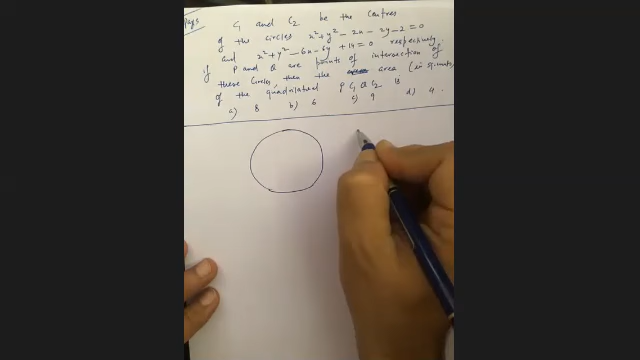 C₁ and C₂ be the centres
of the circles x² + y² - 2x - 2y - 2 = 0
and x² + y² - 6x - 6y + 14 = 0 respectively.
if P and Q are points of intersection of
these circles, then the area (in sq units)
of the quadrilateral P C₁ Q C₂ is
a) 8 b) 6 c) 9 d) 4.